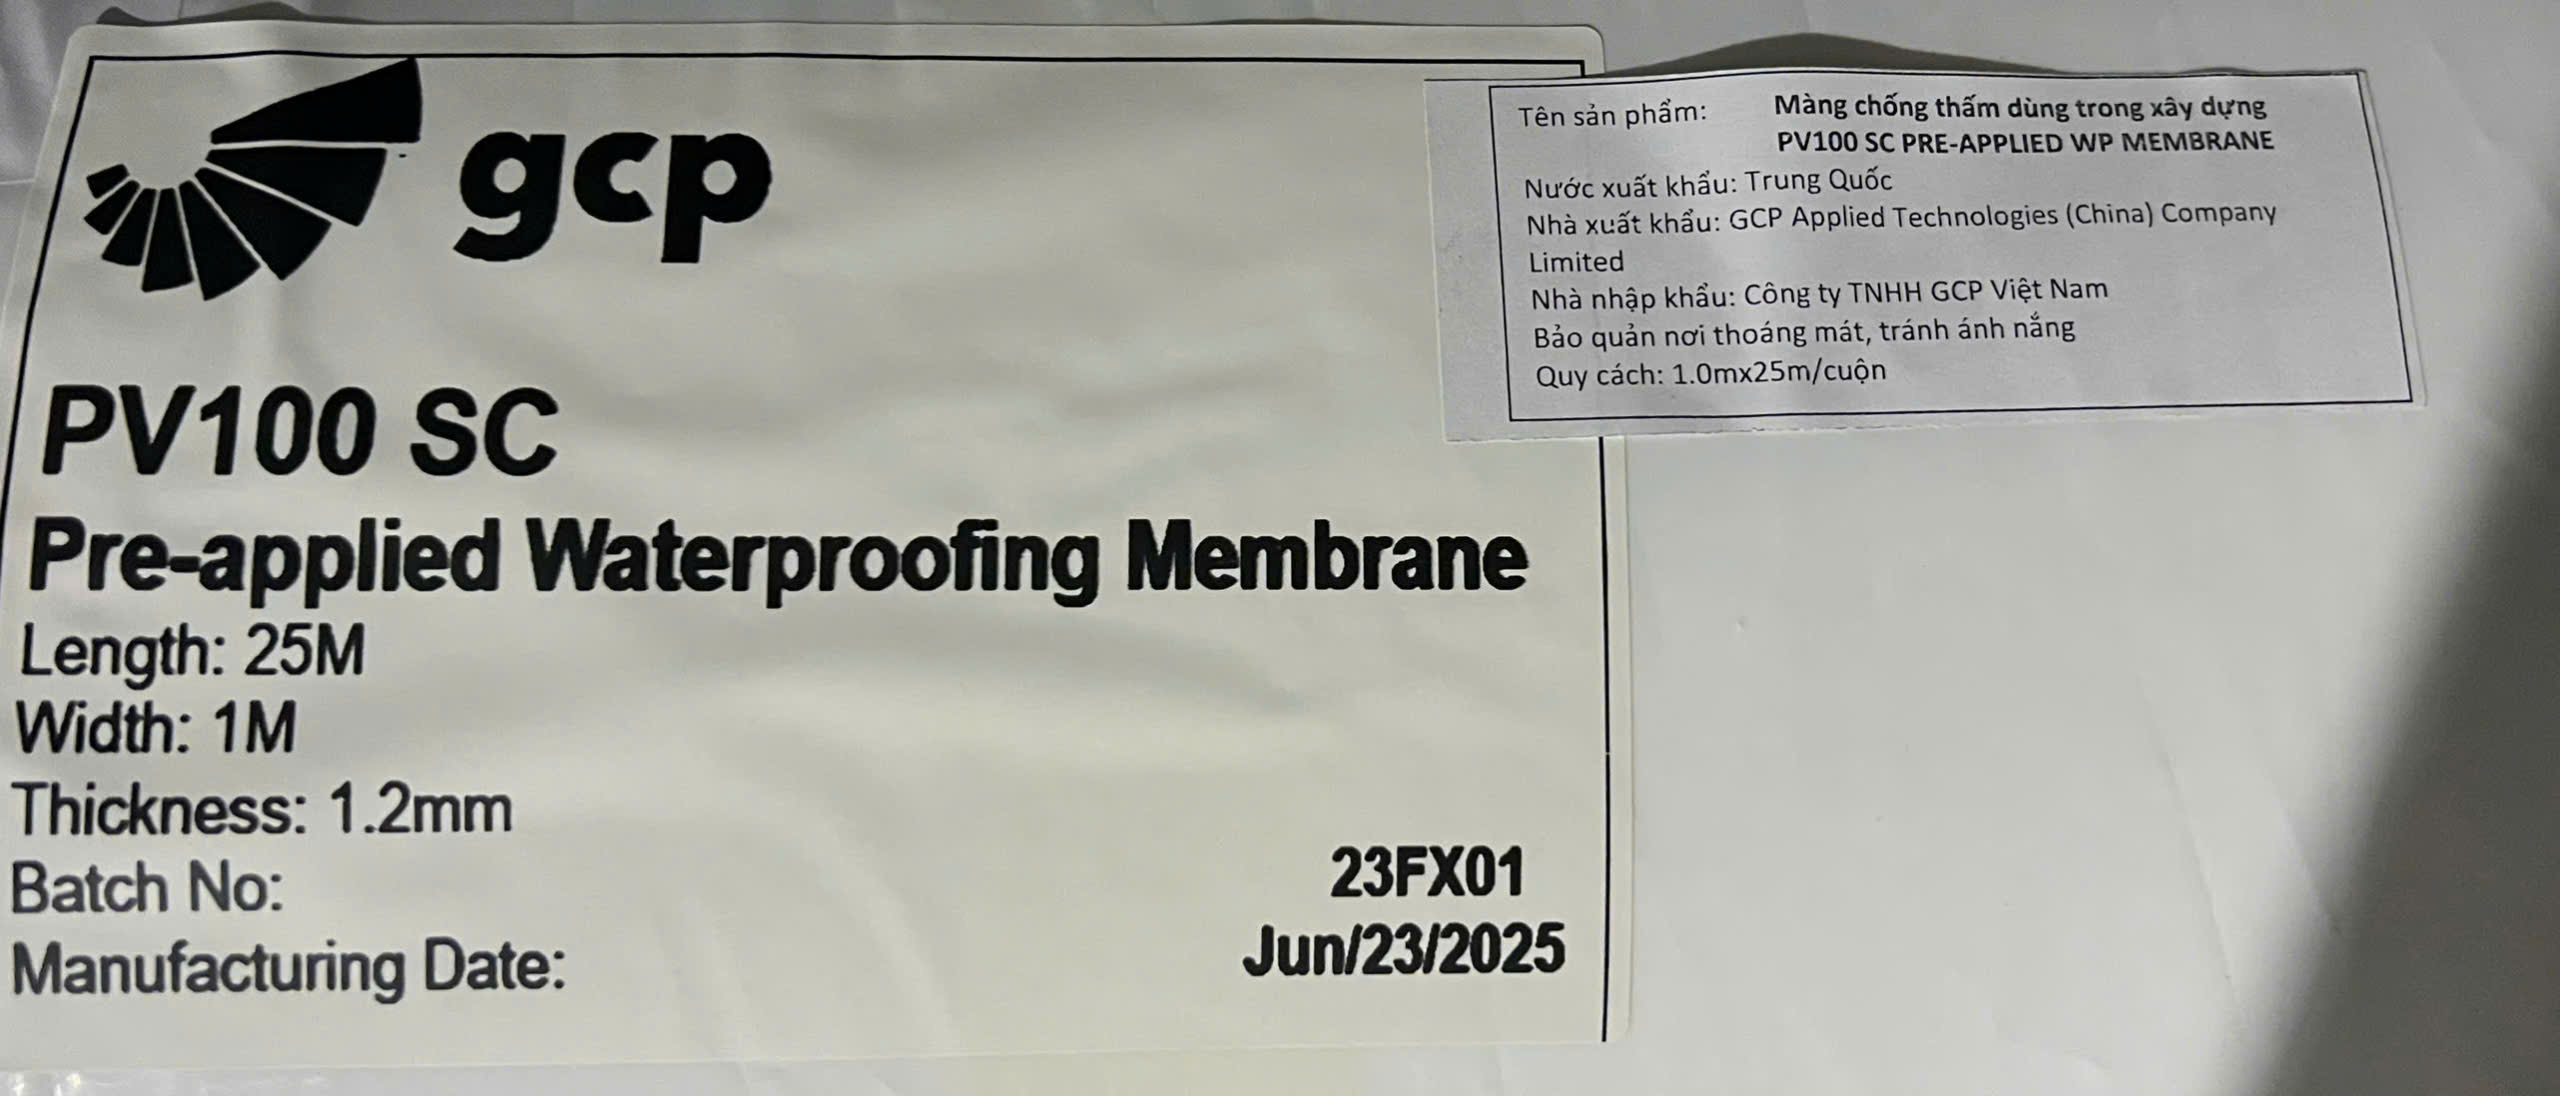 gcp
PV100 SC
Pre-applied Waterproofing Membrane
Length: 25M
Width: 1M
Thickness: 1.2mm
Batch No: 23FX01
Manufacturing Date: Jun/23/2025
Tên sản phẩm: Màng chống thấm dùng trong xây dựng
PV100 SC PRE-APPLIED WP MEMBRANE
Nước xuất khẩu: Trung Quốc
Nhà xuất khẩu: GCP Applied Technologies (China) Company
Limited
Nhà nhập khẩu: Công ty TNHH GCP Việt Nam
Bảo quản nơi thoáng mát, tránh ánh nắng
Quy cách: 1.0mx25m/cuộn